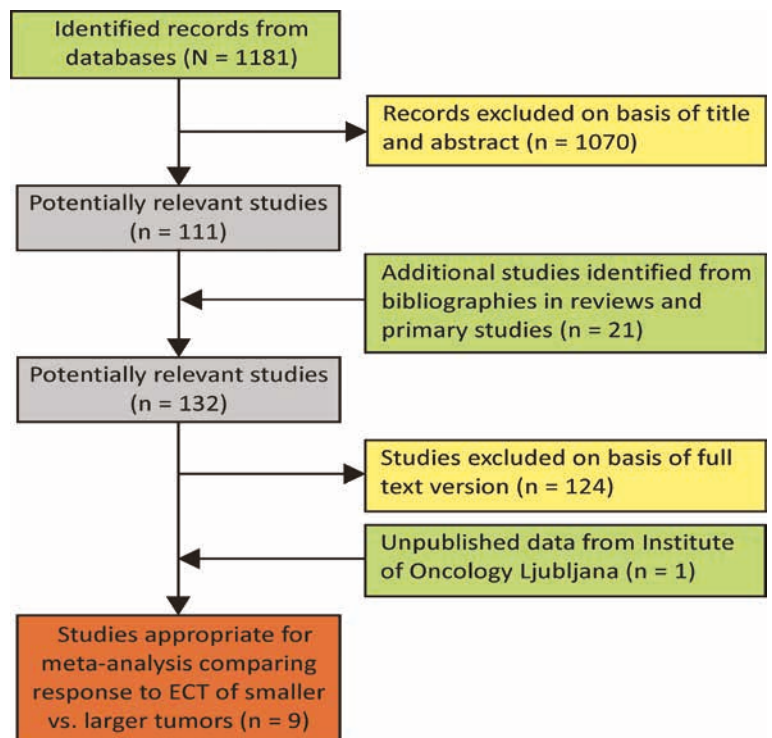 Identified records from
databases (N = 1181)
Records excluded on basis of title
and abstract (n = 1070)
Potentially relevant studies
(n = 111)
Additional studies identified from
bibliographies in reviews and
primary studies (n = 21)
Potentially relevant studies
(n = 132)
Studies excluded on basis of full
text version (n = 124)
Unpublished data from Institute
of Oncology Ljubljana (n = 1)
Studies appropriate for
meta-analysis comparing
response to ECT of smaller
vs. larger tumors (n = 9)